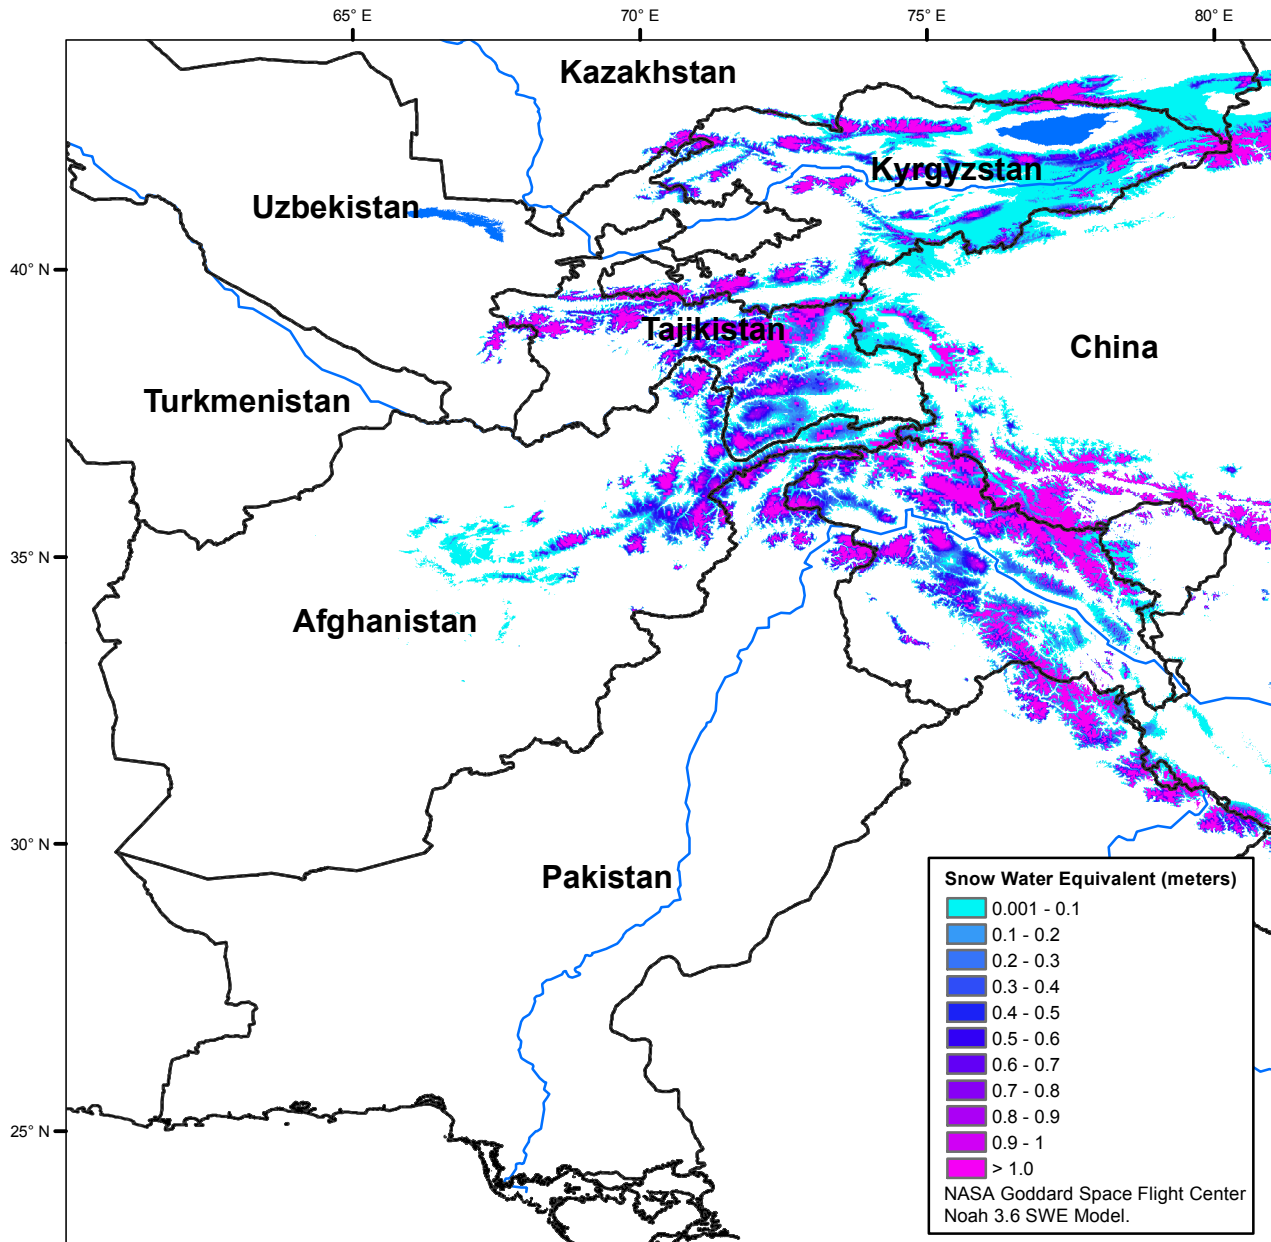 65° E
70° E
75° E
80° E
Kazakhstan
Kyrgyzstan
Uzbekistan
40° N
Tajikistan
China
Turkmenistan
35° N
Afghanistan
30° N
Pakistan
25° N
Snow Water Equivalent (meters)
0.001 - 0.1
0.1 - 0.2
0.2 - 0.3
0.3 - 0.4
0.4 - 0.5
0.5 - 0.6
0.6 - 0.7
0.7 - 0.8
0.8 - 0.9
0.9 - 1
> 1.0
NASA Goddard Space Flight Center
Noah 3.6 SWE Model.